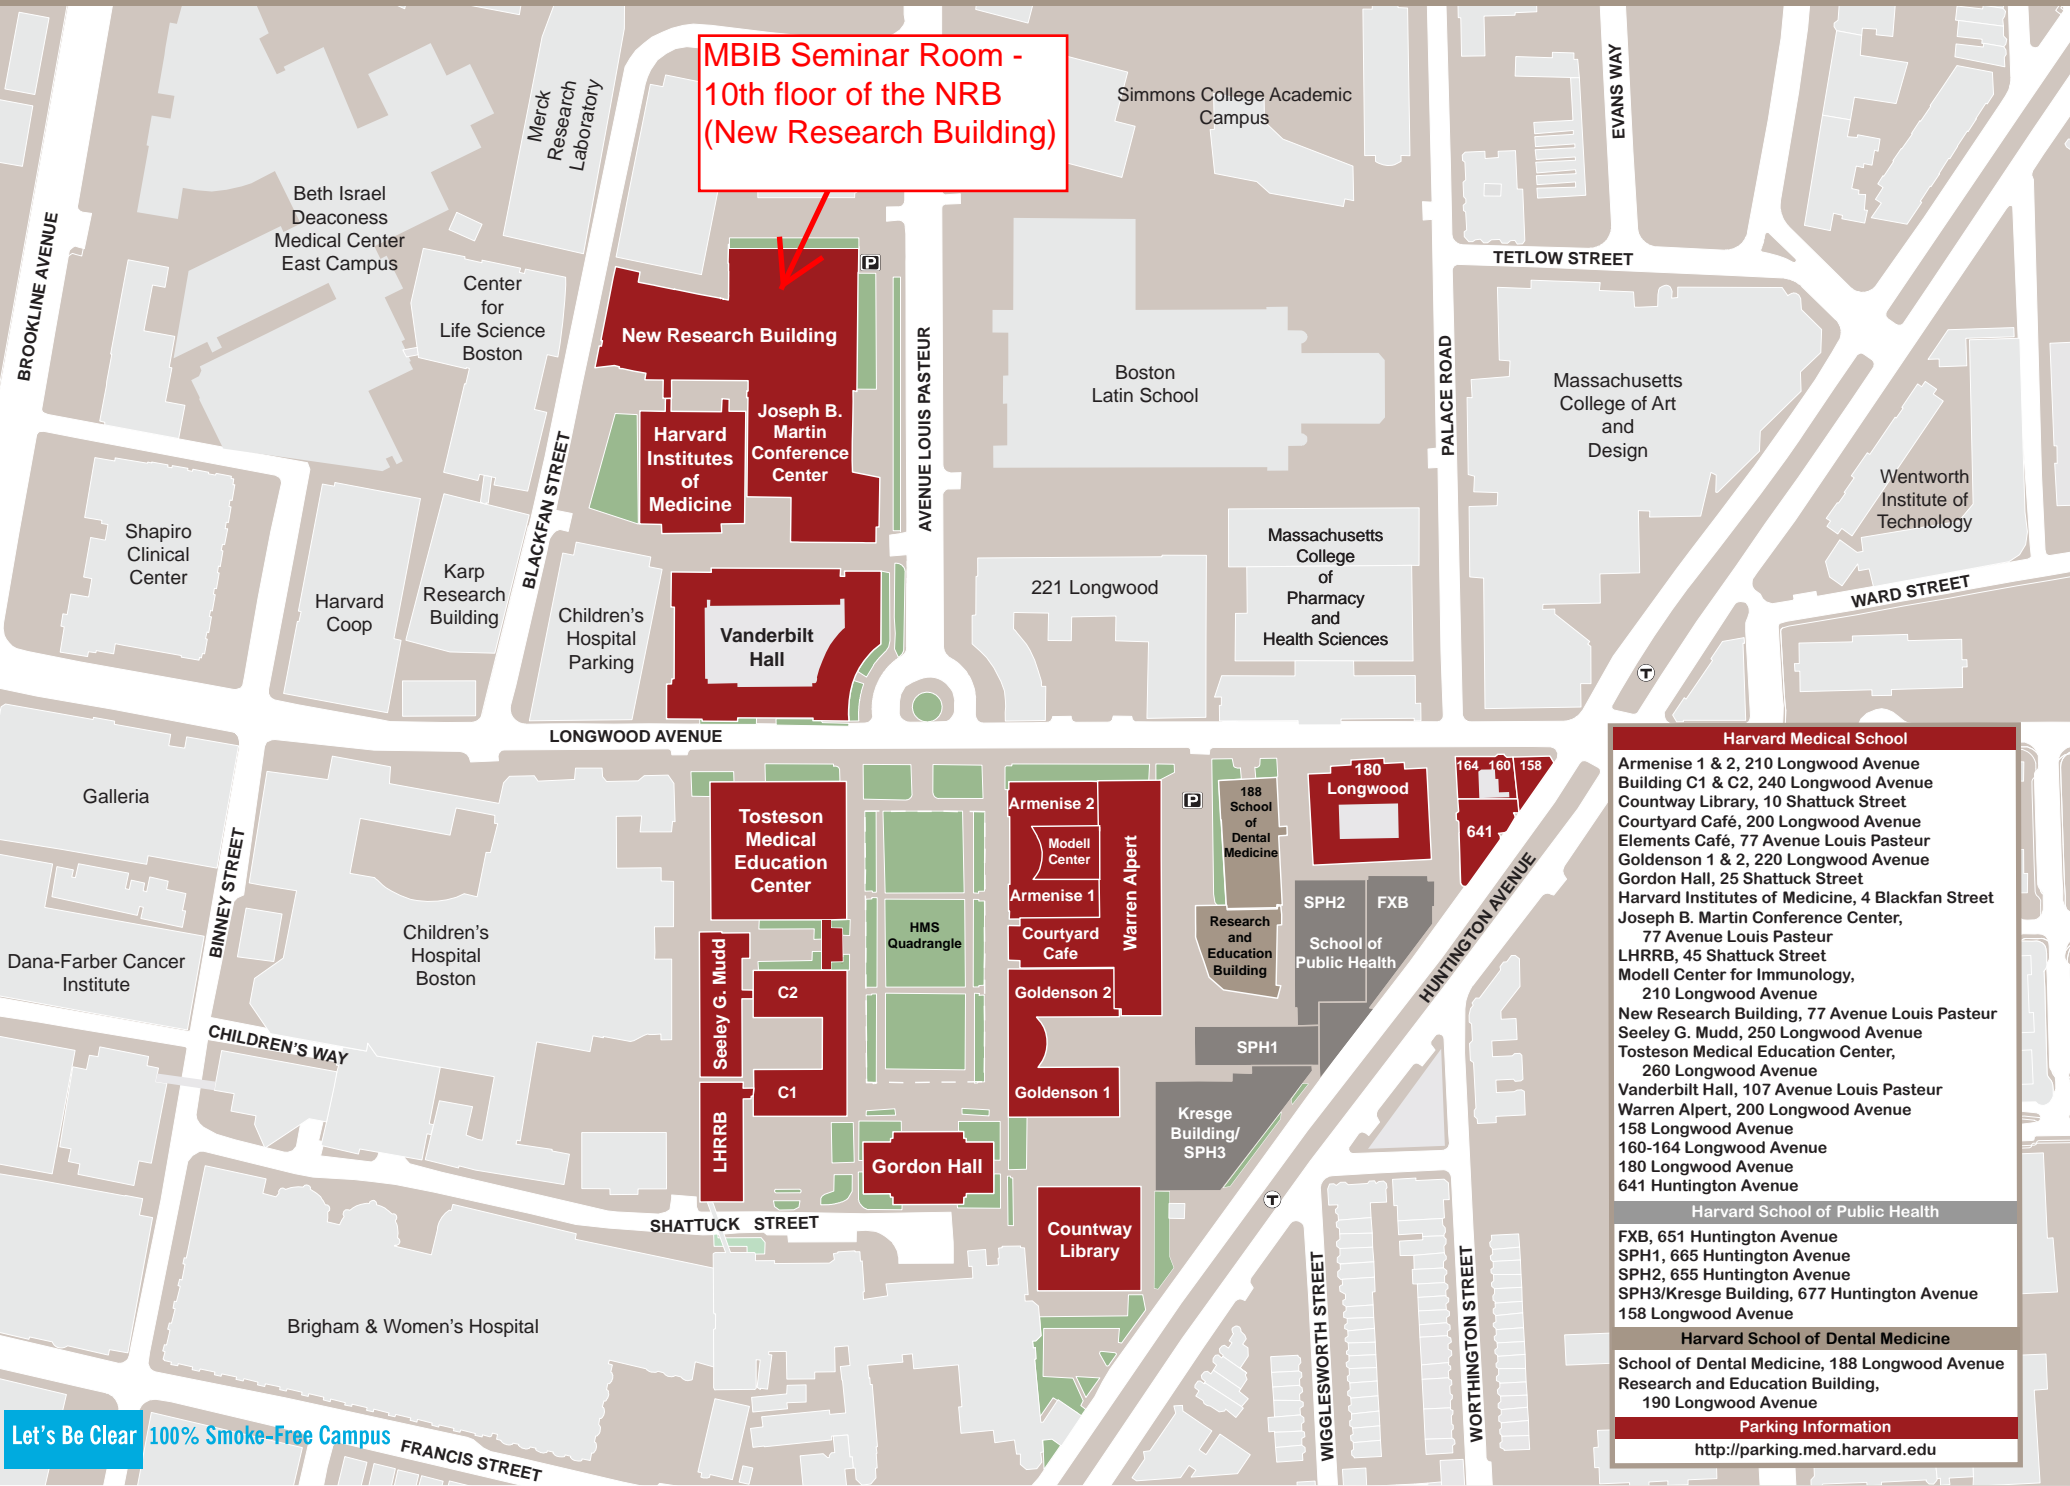 MBIB Seminar Room -
10th floor of the NRB
(New Research Building)
Merck
Research
Laboratory
Simmons College Academic
Campus
EVANS WAY
Beth Israel
Deaconess
Medical Center
East Campus
BROOKLINE AVENUE
Center
for
Life Science
Boston
P
TETLOW STREET
New Research Building
AVENUE LOUIS PASTEUR
Boston
Latin School
PALACE ROAD
Massachusetts
College of Art
and
Design
Joseph B.
Martin
Conference
Center
Harvard
Institutes
of
Medicine
BLACKFAN STREET
Wentworth
Institute of
Technology
Shapiro
Clinical
Center
Harvard
Coop
Karp
Research
Building
Children's
Hospital
Parking
Vanderbilt
Hall
221 Longwood
Massachusetts
College
of
Pharmacy
and
Health Sciences
WARD STREET
T
LONGWOOD AVENUE
Galleria
BINNEY STREET
Tosteson
Medical
Education
Center
Armenise 2
Modell
Center
Armenise 1
Warren Alpert
Courtyard
Cafe
P
188
School
of
Dental
Medicine
180
Longwood
164 160 158
641
HUNTINGTON AVENUE
Children's
Hospital
Boston
Dana-Farber Cancer
Institute
CHILDREN'S WAY
Seeley G. Mudd
C2
C1
LHRRB
HMS
Quadrangle
Goldenson 2
Goldenson 1
Research
and
Education
Building
SPH2
FXB
School of
Public Health
SPH1
Kresge
Building/
SPH3
Gordon Hall
T
SHATTUCK STREET
Countway
Library
Brigham & Women's Hospital
WIGGLESWORTH STREET
WORTHINGTON STREET
FRANCIS STREET
Let's Be Clear 100% Smoke-Free Campus
Harvard Medical School
Armenise 1 & 2, 210 Longwood Avenue
Building C1 & C2, 240 Longwood Avenue
Countway Library, 10 Shattuck Street
Courtyard Café, 200 Longwood Avenue
Elements Café, 77 Avenue Louis Pasteur
Goldenson 1 & 2, 220 Longwood Avenue
Gordon Hall, 25 Shattuck Street
Harvard Institutes of Medicine, 4 Blackfan Street
Joseph B. Martin Conference Center,
77 Avenue Louis Pasteur
LHRRB, 45 Shattuck Street
Modell Center for Immunology,
210 Longwood Avenue
New Research Building, 77 Avenue Louis Pasteur
Seeley G. Mudd, 250 Longwood Avenue
Tosteson Medical Education Center,
260 Longwood Avenue
Vanderbilt Hall, 107 Avenue Louis Pasteur
Warren Alpert, 200 Longwood Avenue
158 Longwood Avenue
160-164 Longwood Avenue
180 Longwood Avenue
641 Huntington Avenue
Harvard School of Public Health
FXB, 651 Huntington Avenue
SPH1, 665 Huntington Avenue
SPH2, 655 Huntington Avenue
SPH3/Kresge Building, 677 Huntington Avenue
158 Longwood Avenue
Harvard School of Dental Medicine
School of Dental Medicine, 188 Longwood Avenue
Research and Education Building,
190 Longwood Avenue
Parking Information
http://parking.med.harvard.edu